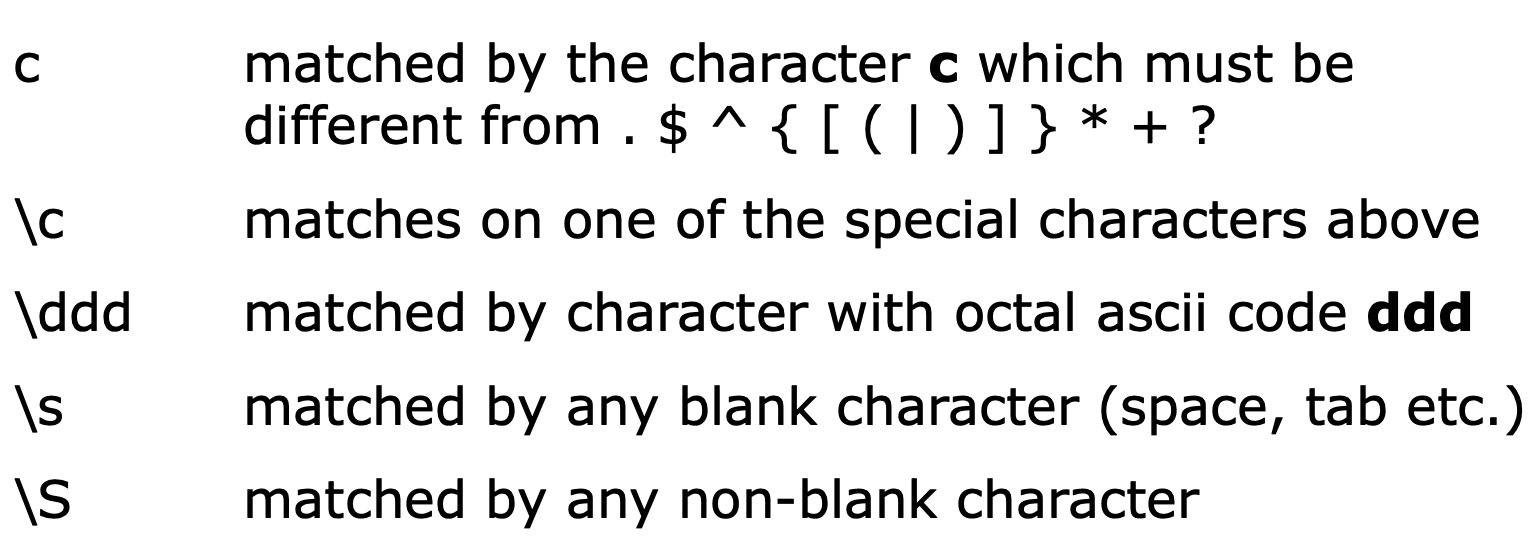 c matched by the character c which must be
different from . $ ^ { [ ( | ) ] } * + ?
\c matches on one of the special characters above
\ddd matched by character with octal ascii code ddd
\s matched by any blank character (space, tab etc.)
\S matched by any non-blank character